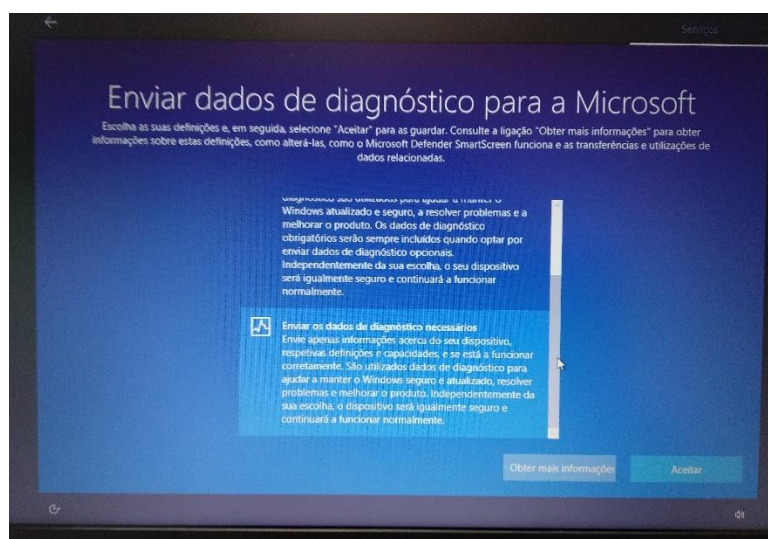 Serviços
Enviar dados de diagnóstico para a Microsoft
Escolha as suas definições e, em seguida, selecione "Aceitar" para as guardar. Consulte a ligação "Obter mais informações" para obter
informações sobre estas definições, como alterá-las, como o Microsoft Defender SmartScreen funciona e as transferências e utilizações de
dados relacionadas.
diagnóstico são utilizados para ajudar a manter o
Windows atualizado e seguro, a resolver problemas e a
melhorar o produto. Os dados de diagnóstico
obrigatórios serão sempre incluídos quando optar por
enviar dados de diagnóstico opcionais.
Independentemente da sua escolha, o seu dispositivo
será igualmente seguro e continuará a funcionar
normalmente.
Enviar os dados de diagnóstico necessários
Envie apenas informações acerca do seu dispositivo,
respetivas definições e capacidades, e se está a funcionar
corretamente. São utilizados dados de diagnóstico para
ajudar a manter o Windows seguro e atualizado, resolver
problemas e melhorar o produto. Independentemente da
sua escolha, o dispositivo será igualmente seguro e
continuará a funcionar normalmente.
Obter mais informações
Aceitar